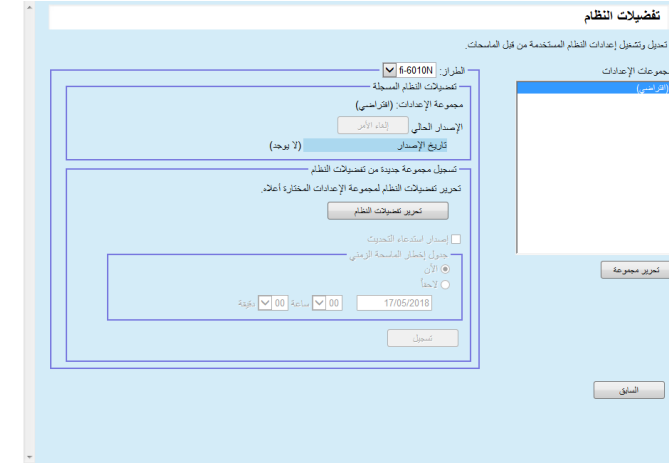 تفضيلات النظام
تعديل وتشغيل إعدادات النظام المستخدمة من قبل الماسحات.
مجموعات الإعدادات
(افتراضي)
تحرير مجموعة
الطراز: fi-6010N
تفضيلات النظام المسجلة
مجموعة الإعدادات: (افتراضي)
الإصدار الحالي إلغاء الأمر
تاريخ الإصدار (لا يوجد)
تسجيل مجموعة جديدة من تفضيلات النظام
تحرير تفضيلات النظام لمجموعة الإعدادات المختارة أعلاه.
تحرير تفضيلات النظام
إصدار استدعاء التحديث
جدول إخطار الماسحة الزمني
الآن
لاحقاً
17/05/2018 00 ساعة 00 دقيقة
تسجيل
السابق